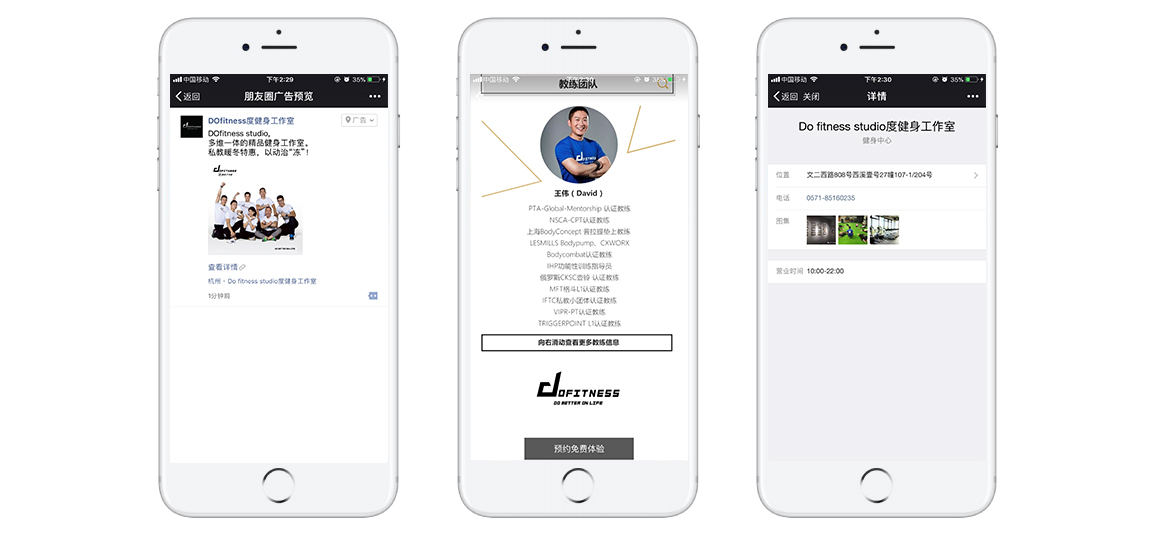 中国移动 下午2:29 35%
返回 朋友圈广告预览
DOfitness度健身工作室 广告
DOfitness studio,
多维一体的精品健身工作室。
私教暖冬特惠，以动治“冻”！
DOFITNESS
查看详情
杭州·Do fitness studio度健身工作室
1分钟前
中国移动 35%
教练团队
DOFITNESS
王伟（David）
PTA-Global-Mentorship 认证教练
NSCA-CPT认证教练
上海BodyConcept 普拉提垫上教练
LESMILLS Bodypump、CXWORX
Bodycombat认证教练
IHP功能性训练指导员
俄罗斯CKSC壶铃 认证教练
MFT格斗L1认证教练
IFTC私教小团体认证教练
VIPR-PT认证教练
TRIGGERPOINT L1认证教练
向右滑动查看更多教练信息
DOFITNESS
DO BETTER ON LIFE
预约免费体验
中国移动 下午2:30 35%
返回 关闭 详情
Do fitness studio度健身工作室
健身中心
位置 文二西路808号西溪壹号27幢107-1/204号
电话 0571-85160235
图集
营业时间 10:00-22:00